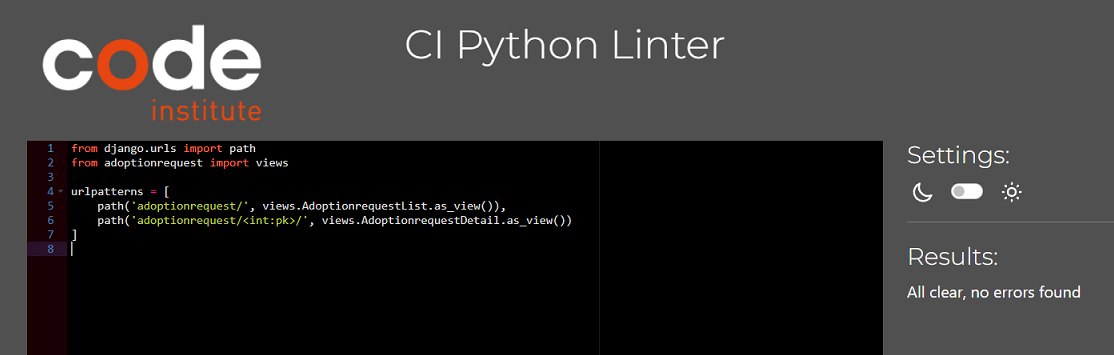 code
institute
CI Python Linter
1 from django.urls import path
2 from adoptionrequest import views
3
4 urlpatterns = [
5     path('adoptionrequest/', views.AdoptionrequestList.as_view()),
6     path('adoptionrequest/<int:pk>/', views.AdoptionrequestDetail.as_view())
7 ]
8
Settings:
Results:
All clear, no errors found